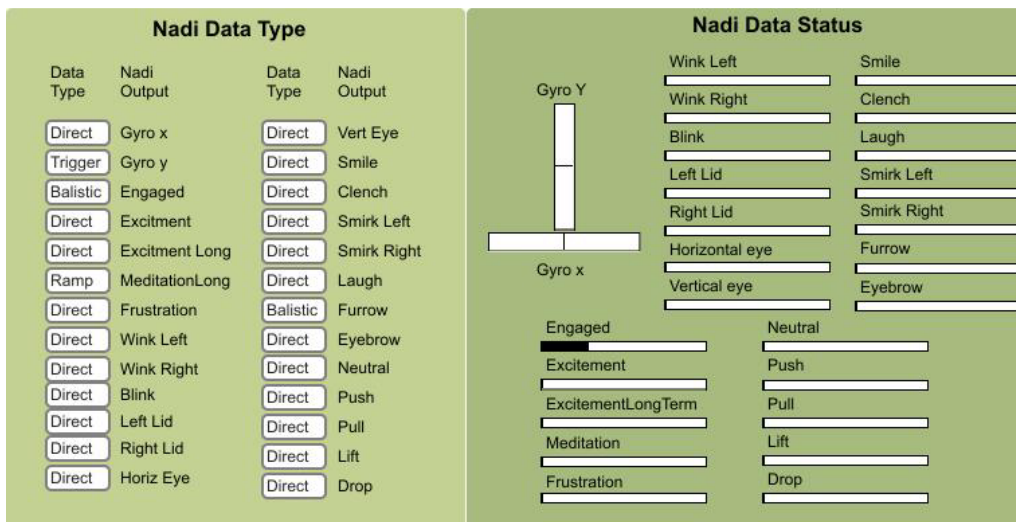 Nadi Data Type
Data Type Nadi Output Data Type Nadi Output
Direct Gyro x Direct Vert Eye
Trigger Gyro y Direct Smile
Balistic Engaged Direct Clench
Direct Excitment Direct Smirk Left
Direct Excitment Long Direct Smirk Right
Ramp MeditationLong Direct Laugh
Direct Frustration Balistic Furrow
Direct Wink Left Direct Eyebrow
Direct Wink Right Direct Neutral
Direct Blink Direct Push
Direct Left Lid Direct Pull
Direct Right Lid Direct Lift
Direct Horiz Eye Direct Drop
Nadi Data Status
Gyro Y
Gyro x
Wink Left Smile
Wink Right Clench
Blink Laugh
Left Lid Smirk Left
Right Lid Smirk Right
Horizontal eye Furrow
Vertical eye Eyebrow
Engaged Neutral
Excitement Push
ExcitementLongTerm Pull
Meditation Lift
Frustration Drop